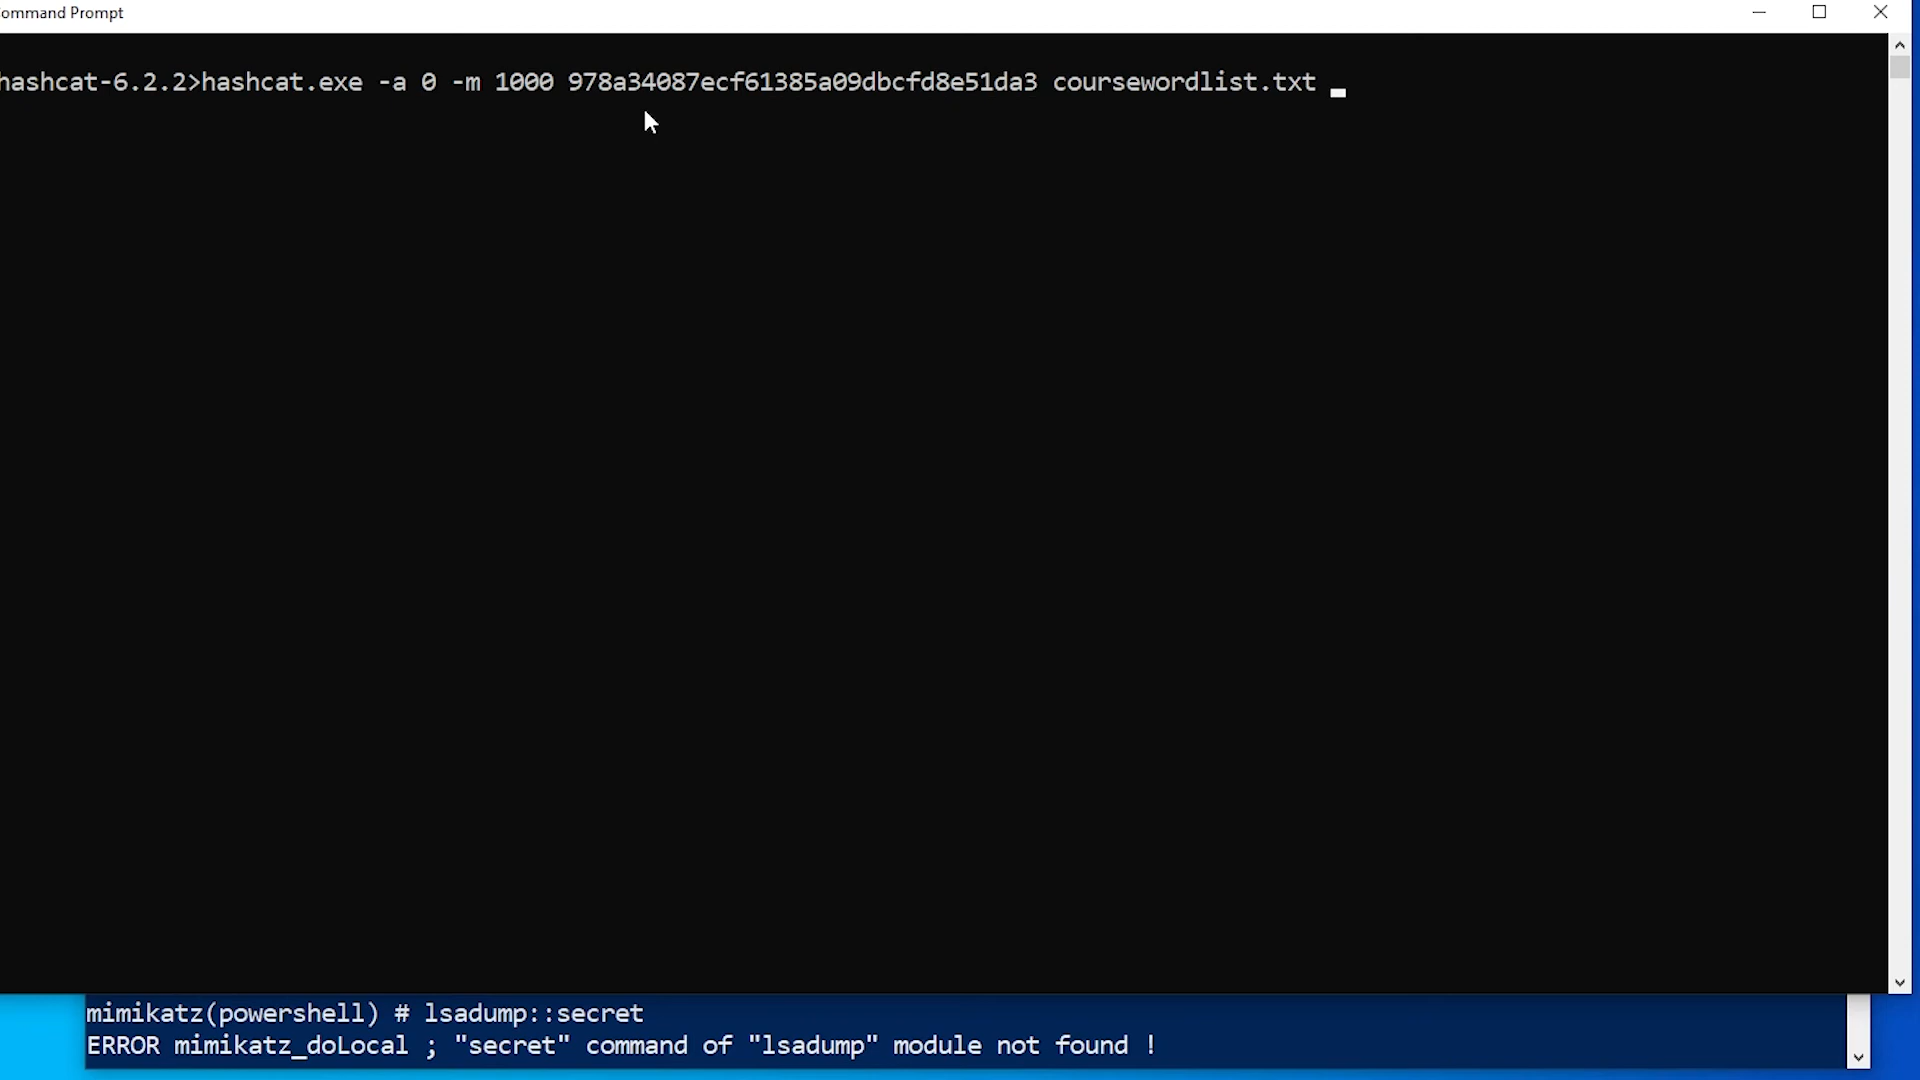 ommand Prompt
hashcat-6.2.2>hashcat.exe -a 0 -m 1000 978a34087ecf61385a09dbcfd8e51da3 coursewordlist.txt
mimikatz(powershell) # lsadump::secret
ERROR mimikatz_doLocal ; "secret" command of "lsadump" module not found !